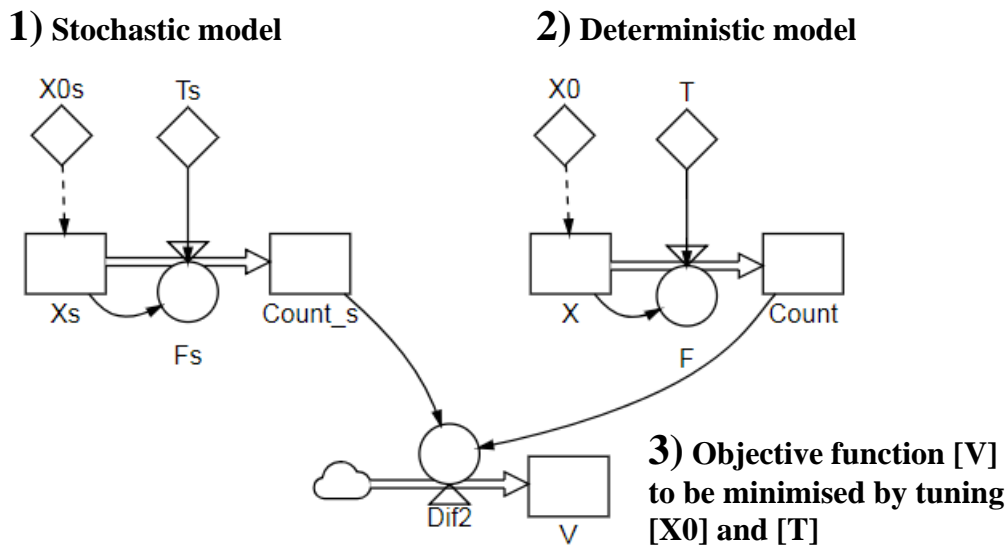 1) Stochastic model
2) Deterministic model
X0s
Ts
X0
T
Xs
Count_s
X
Count
Fs
F
Dif2
V
3) Objective function [V]
to be minimised by tuning
[X0] and [T]